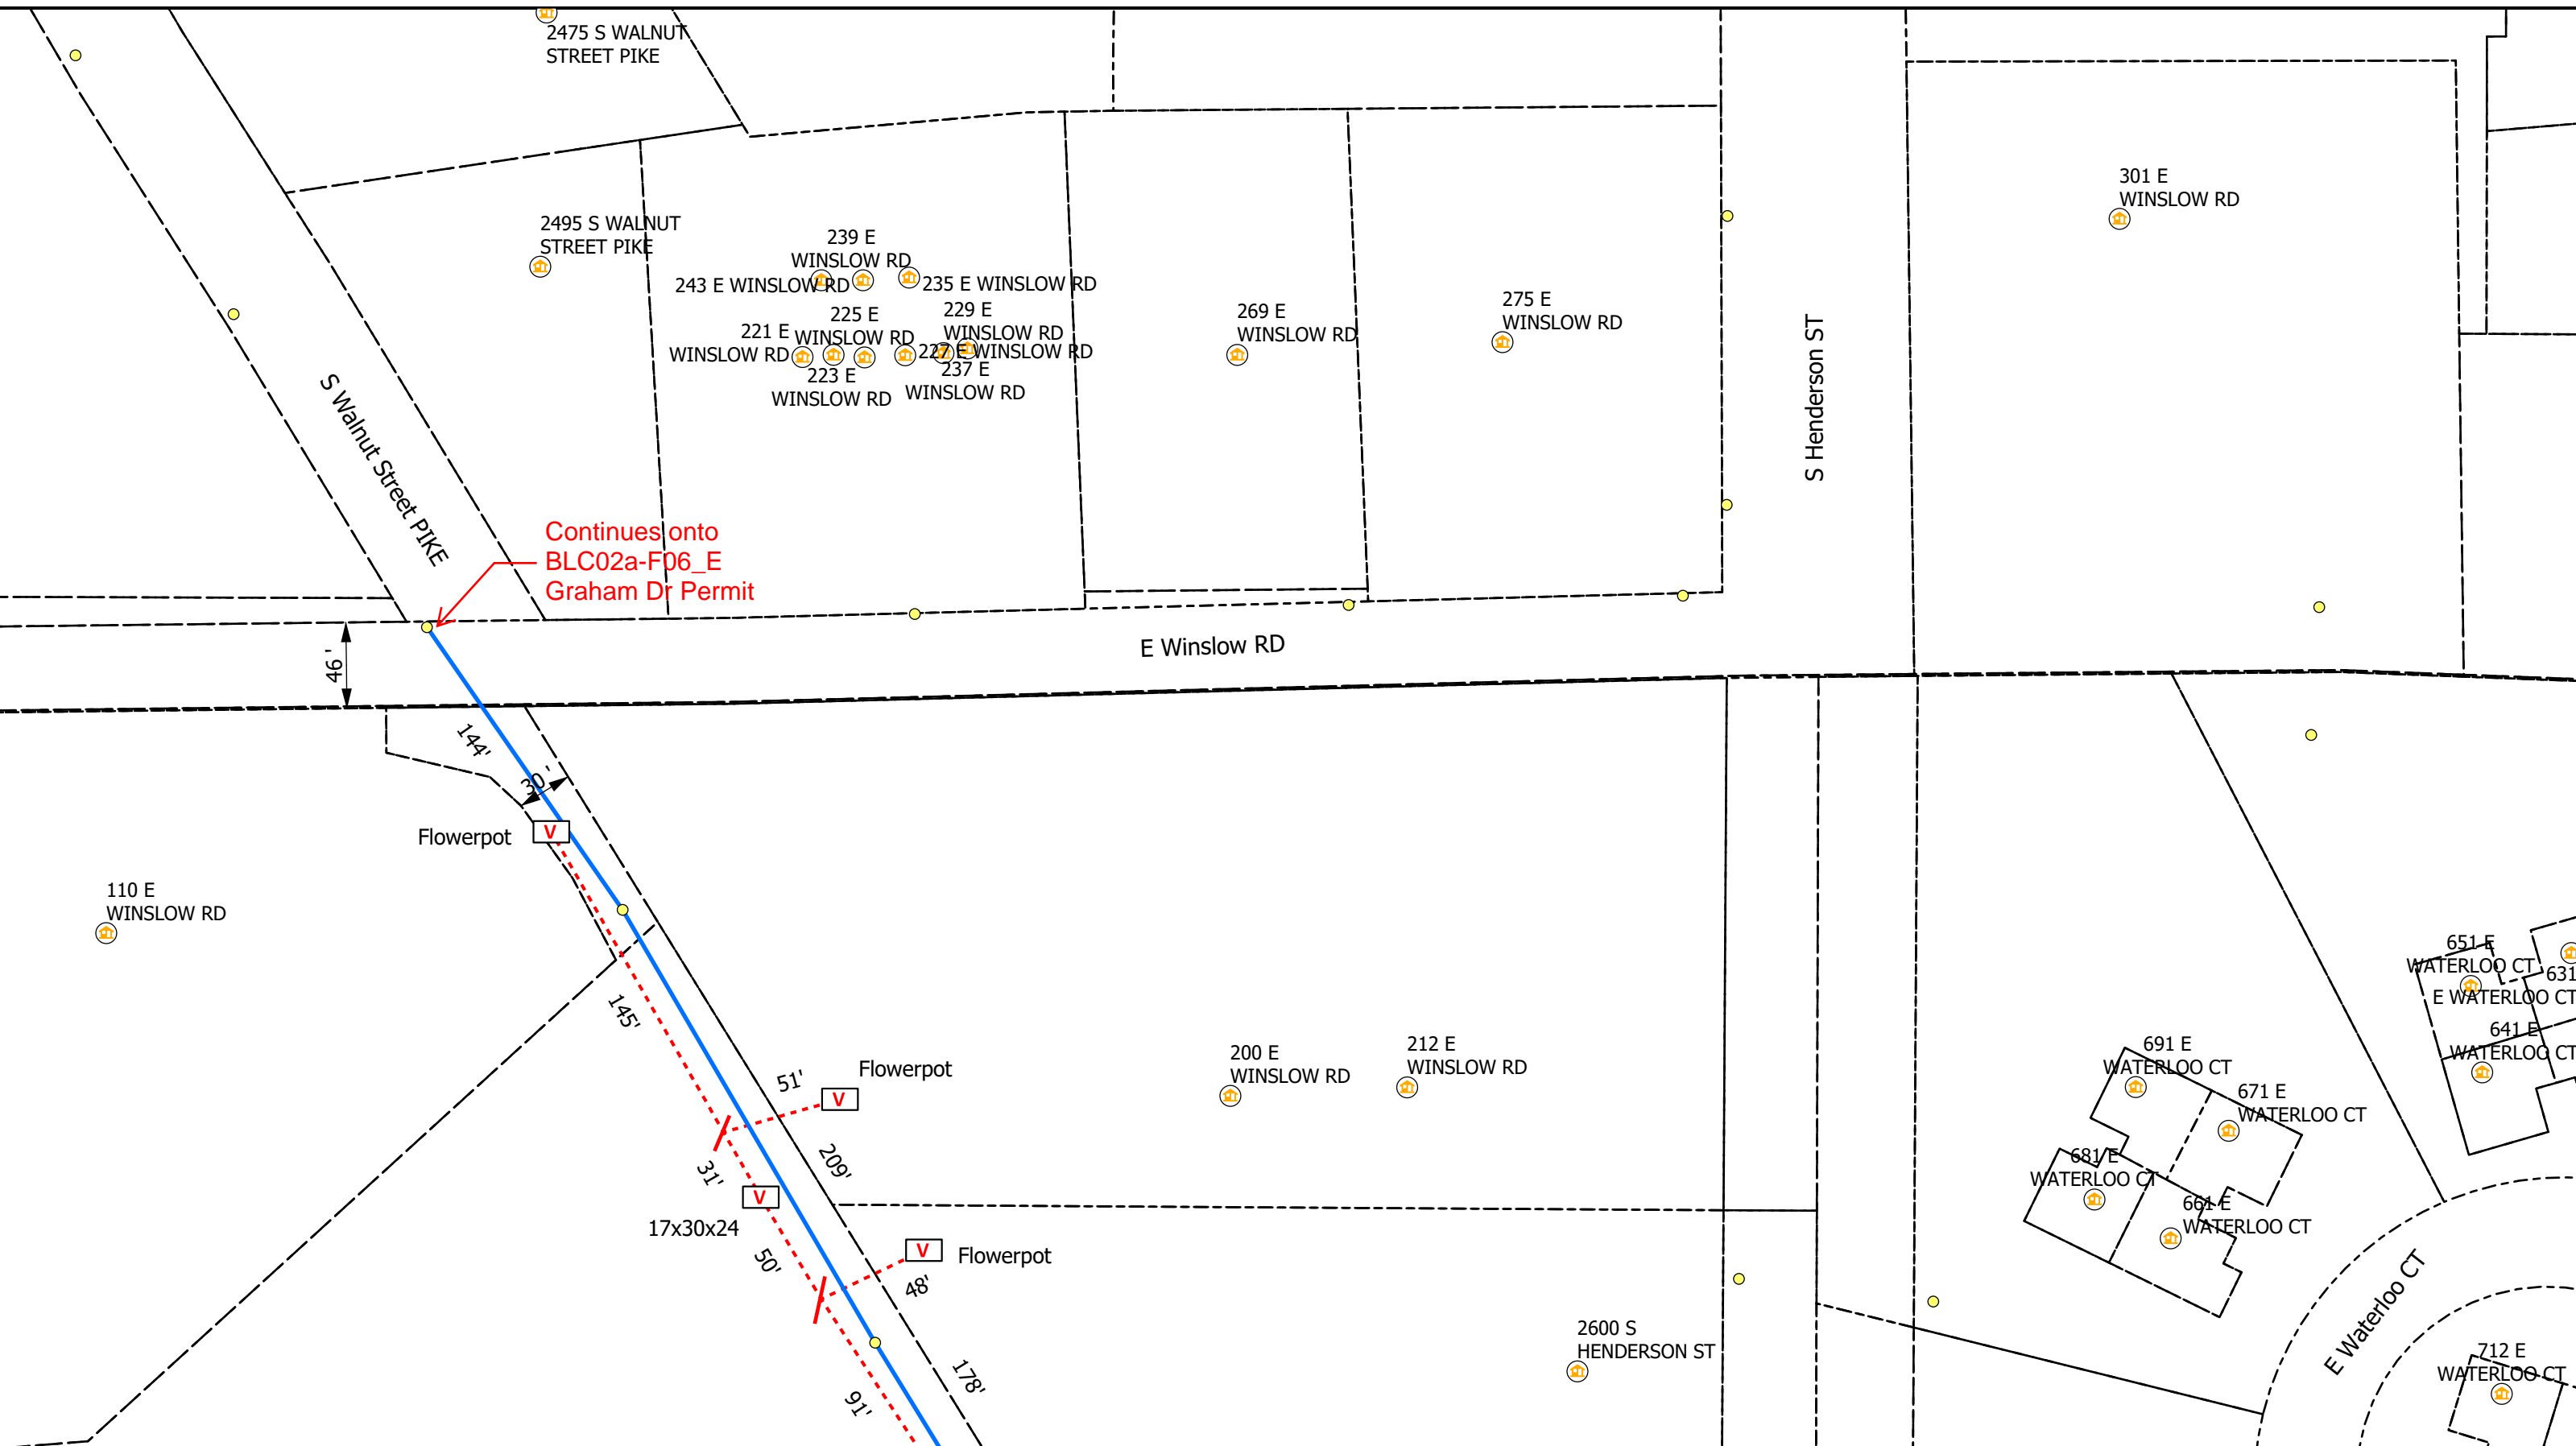 2475 S WALNUT
STREET PIKE
301 E
WINSLOW RD
2495 S WALNUT
STREET PIKE
239 E
WINSLOW RD
243 E WINSLOW RD
235 E WINSLOW RD
225 E
WINSLOW RD
229 E
WINSLOW RD
221 E
WINSLOW RD
227 E WINSLOW RD
223 E
WINSLOW RD
237 E
WINSLOW RD
269 E
WINSLOW RD
275 E
WINSLOW RD
S Henderson ST
S Walnut Street PIKE
Continues onto
BLC02a-F06_E
Graham Dr Permit
E Winslow RD
46 '
144'
30 '
Flowerpot
V
110 E
WINSLOW RD
145'
51'
Flowerpot
V
200 E
WINSLOW RD
212 E
WINSLOW RD
651 E
WATERLOO CT
631
E WATERLOO CT
641 E
WATERLOO CT
691 E
WATERLOO CT
671 E
WATERLOO CT
681 E
WATERLOO CT
661 E
WATERLOO CT
209'
31'
V
17x30x24
50'
V
Flowerpot
48'
2600 S
HENDERSON ST
E Waterloo CT
712 E
WATERLOO CT
178'
91'